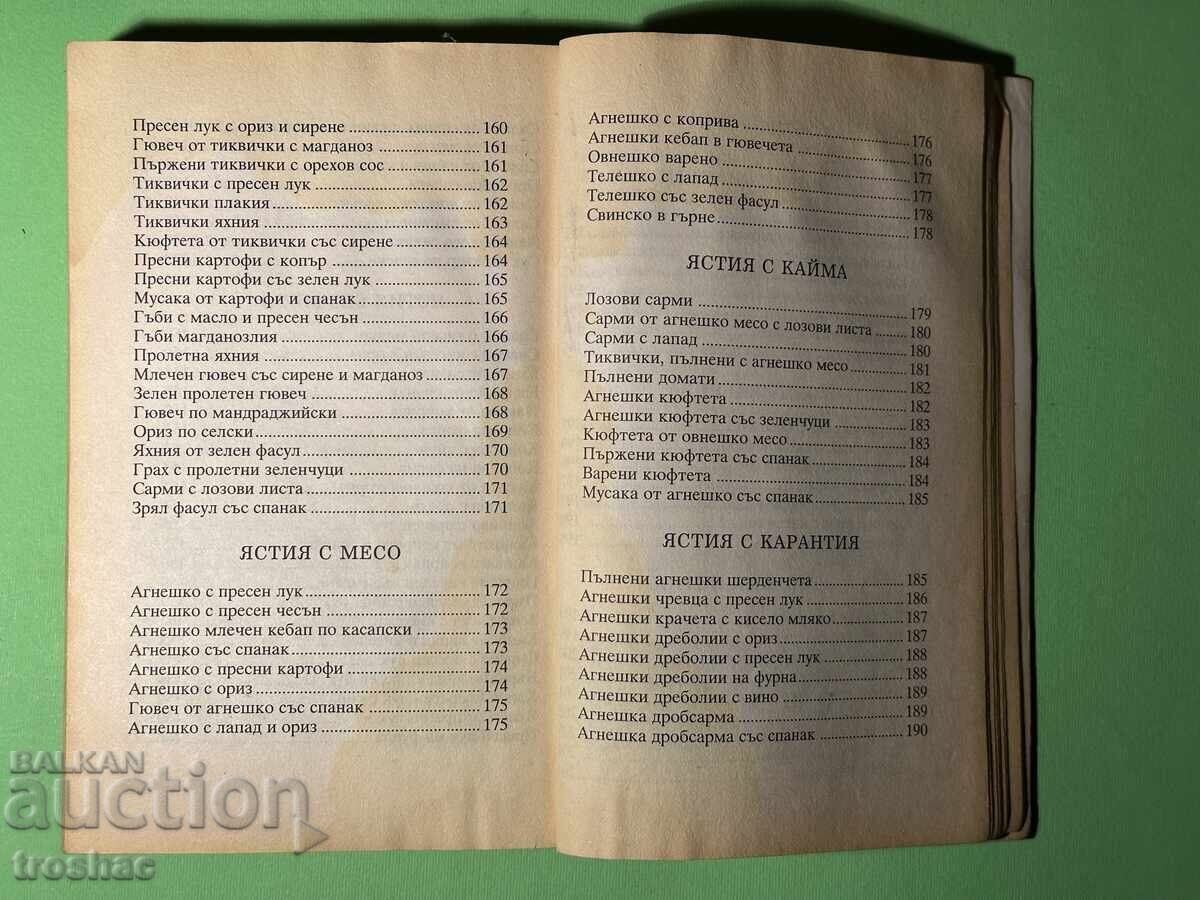 Пресен лук с ориз и сирене ........ 160
Гювеч от тиквички с магданоз ........ 161
Пържени тиквички с орехов сос ........ 161
Тиквички с пресен лук ........ 162
Тиквички плакия ........ 162
Тиквички яхния ........ 163
Кюфтета от тиквички със сирене ........ 164
Пресни картофи с копър ........ 164
Пресни картофи със зелен лук ........ 165
Мусака от картофи и спанак ........ 165
Гъби с масло и пресен чесън ........ 166
Гъби магданозлия ........ 166
Пролетна яхния ........ 167
Млечен гювеч със сирене и магданоз ........ 167
Зелен пролетен гювеч ........ 168
Гювеч по мандраджийски ........ 168
Ориз по селски ........ 169
Яхния от зелен фасул ........ 170
Грах с пролетни зеленчуци ........ 170
Сарми с лозови листа ........ 171
Зрял фасул със спанак ........ 171
ЯСТИЯ С МЕСО
Агнешко с пресен лук ........ 172
Агнешко с пресен чесън ........ 172
Агнешко млечен кебап по касапски ........ 173
Агнешко със спанак ........ 173
Агнешко с пресни картофи ........ 174
Агнешко с ориз ........ 174
Гювеч от агнешко със спанак ........ 175
Агнешко с лапад и ориз ........ 175
Агнешко с коприва ........ 176
Агнешки кебап в гювечета ........ 176
Овнешко варено ........ 177
Телешко с лапад ........ 177
Телешко със зелен фасул ........ 178
Свинско в гърне ........ 178
ЯСТИЯ С КАЙМА
Лозови сарми ........ 179
Сарми от агнешко месо с лозови листа ........ 180
Сарми с лапад ........ 180
Тиквички, пълнени с агнешко месо ........ 181
Пълнени домати ........ 182
Агнешки кюфтета ........ 182
Агнешки кюфтета със зеленчуци ........ 183
Кюфтета от овнешко месо ........ 183
Пържени кюфтета със спанак ........ 184
Варени кюфтета ........ 184
Мусака от агнешко със спанак ........ 185
ЯСТИЯ С КАРАНТИЯ
Пълнени агнешки шерденчета ........ 185
Агнешки чревца с пресен лук ........ 186
Агнешки крачета с кисело мляко ........ 187
Агнешки дреболии с ориз ........ 187
Агнешки дреболии с пресен лук ........ 188
Агнешки дреболии на фурна ........ 188
Агнешки дреболии с вино ........ 189
Агнешка дробсарма ........ 189
Агнешка дробсарма със спанак ........ 190
BALKAN
auction
troshac